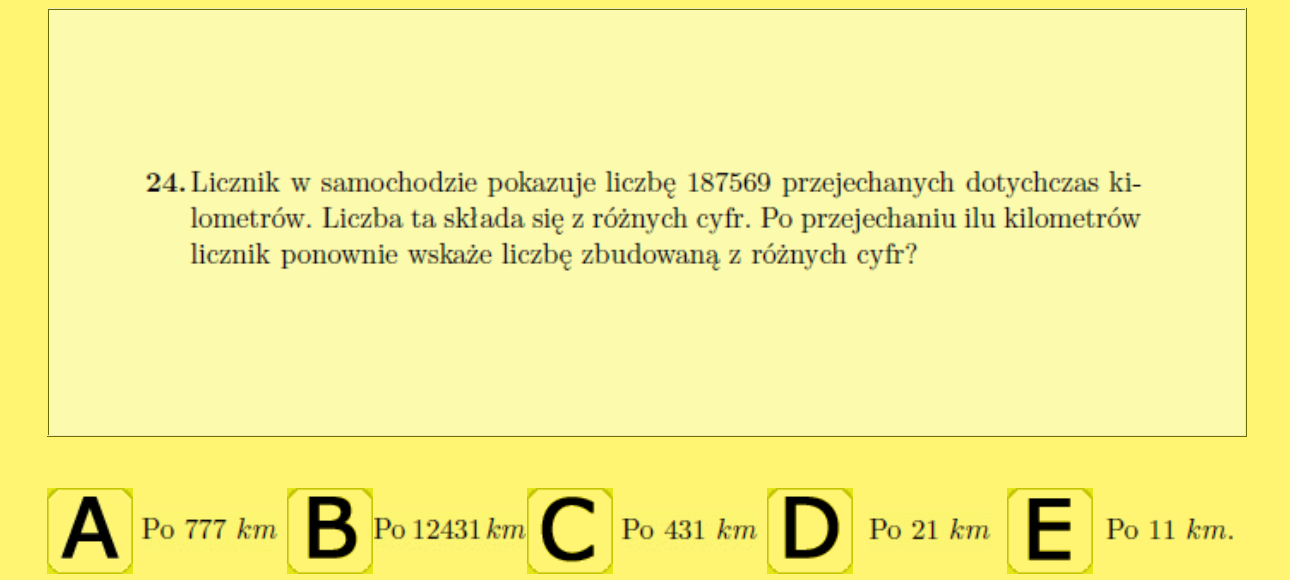 24. Licznik w samochodzie pokazuje liczbę 187569 przejechanych dotychczas ki-
lometrów. Liczba ta składa się z różnych cyfr. Po przejechaniu ilu kilometrów
licznik ponownie wskaże liczbę zbudowaną z różnych cyfr?
A Po 777 km B Po 12431 km C Po 431 km D Po 21 km E Po 11 km.